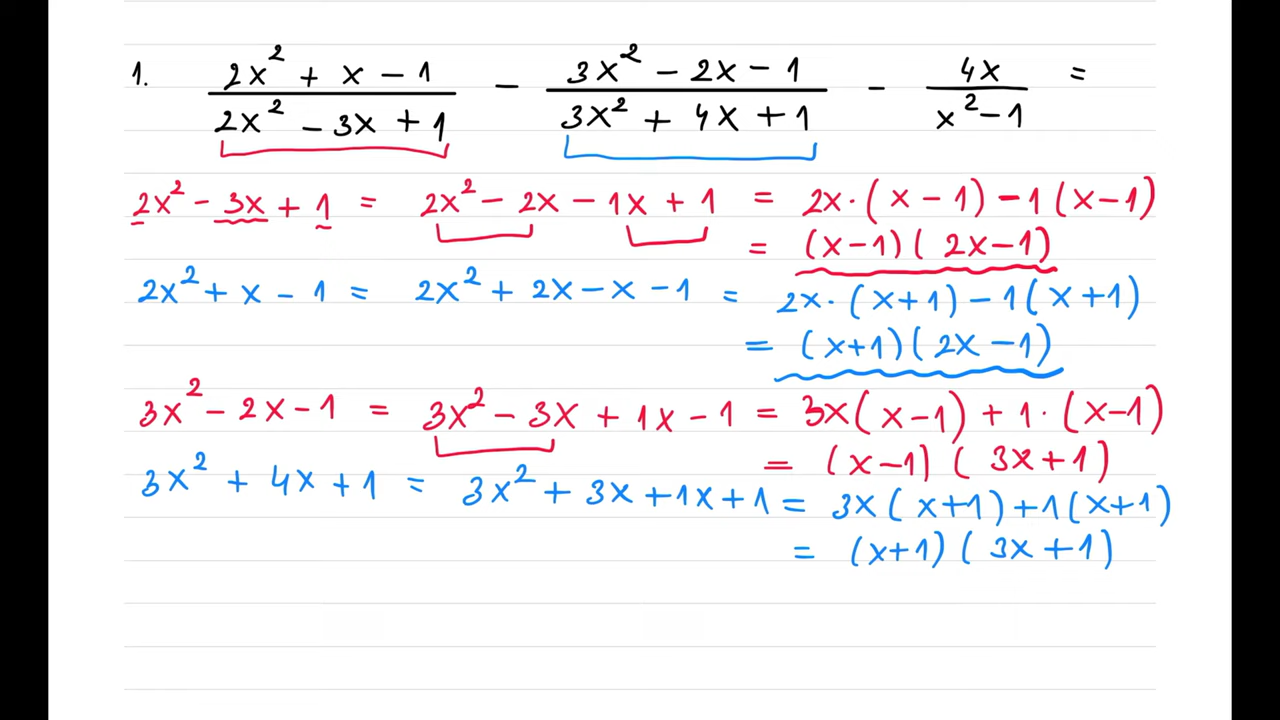 1. (2x² + x − 1)/(2x² − 3x + 1) − (3x² − 2x − 1)/(3x² + 4x + 1) − 4x/(x² − 1) =
2x² − 3x + 1 = 2x² − 2x − 1x + 1 = 2x·(x − 1) − 1(x − 1)
= (x − 1)(2x − 1)
2x² + x − 1 = 2x² + 2x − x − 1 = 2x·(x + 1) − 1(x + 1)
= (x + 1)(2x − 1)
3x² − 2x − 1 = 3x² − 3x + 1x − 1 = 3x(x − 1) + 1·(x − 1)
= (x − 1)(3x + 1)
3x² + 4x + 1 = 3x² + 3x + 1x + 1 = 3x(x + 1) + 1(x + 1)
= (x + 1)(3x + 1)